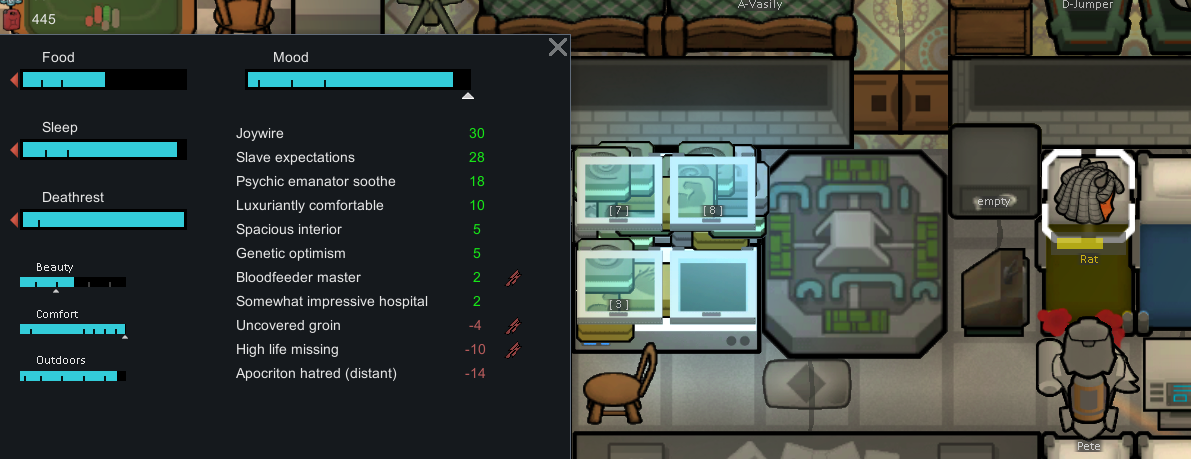 445
A-Vasily
D-Jumper
Food
Mood
Sleep
Deathrest
Beauty
Comfort
Outdoors
Joywire 30
Slave expectations 28
Psychic emanator soothe 18
Luxuriantly comfortable 10
Spacious interior 5
Genetic optimism 5
Bloodfeeder master 2
Somewhat impressive hospital 2
Uncovered groin -4
High life missing -10
Apocriton hatred (distant) -14
[ 7 ]
[ 8 ]
[ 3 ]
empty
Rat
Pete